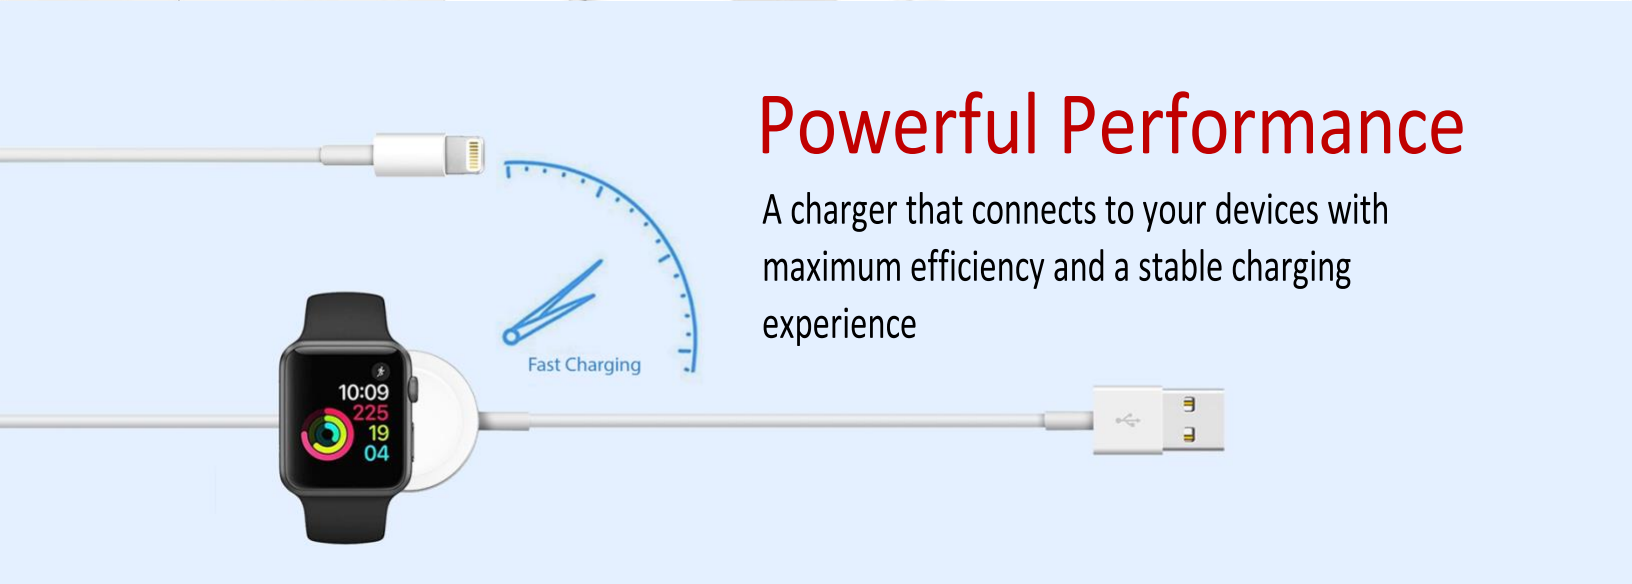 Powerful Performance
A charger that connects to your devices with
maximum efficiency and a stable charging
experience
Fast Charging
10:09
225
19
04